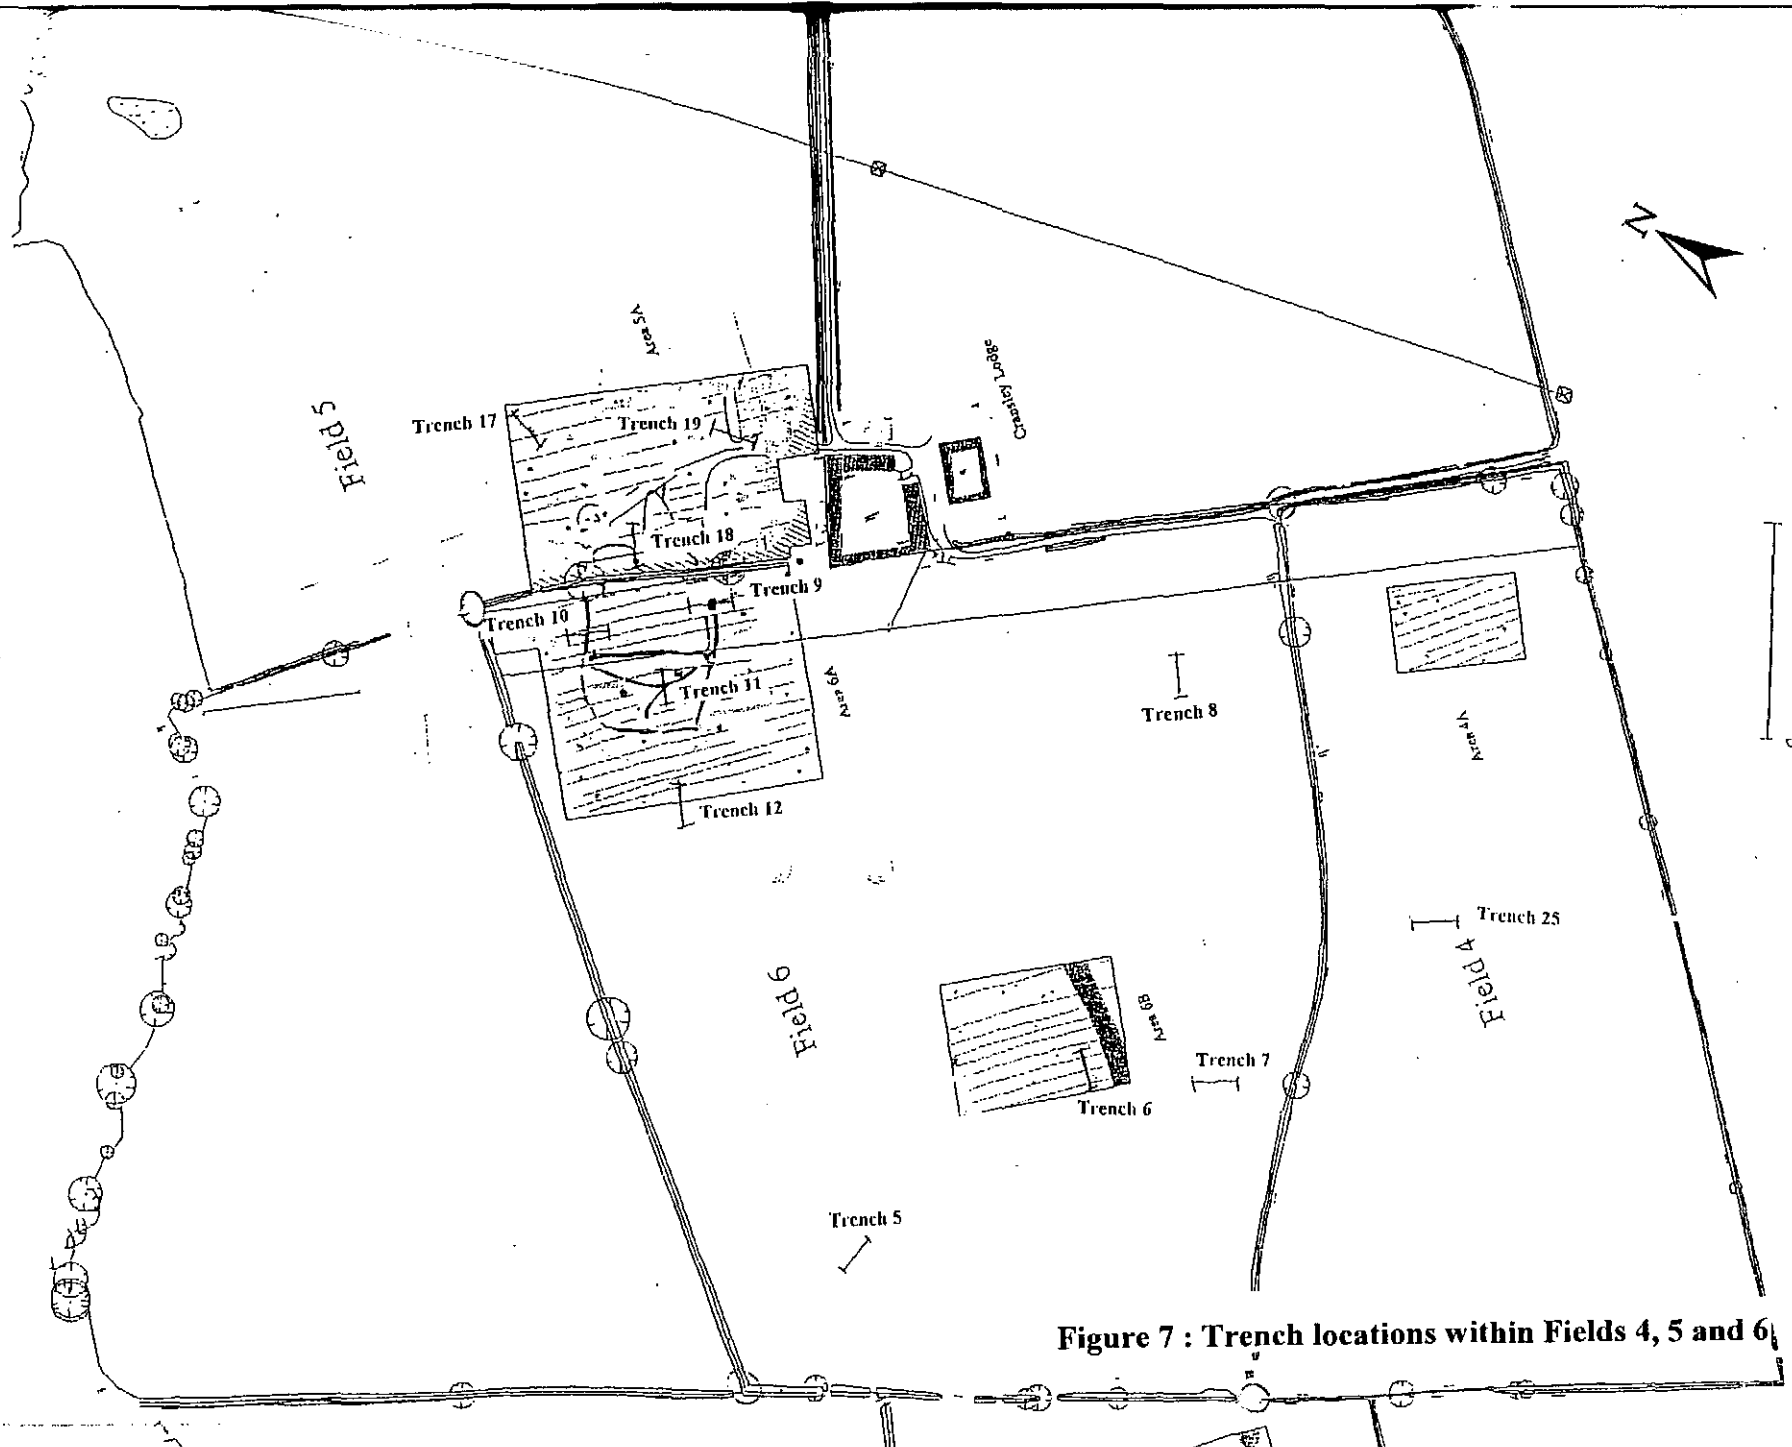 N
Area 5A
Cransley Lodge
Field 5
Trench 17
Trench 19
Trench 18
Trench 9
Trench 10
Trench 11
Area 6A
Trench 8
Area 4A
Trench 12
Trench 25
Field 4
Field 6
Area 6B
Trench 7
Trench 6
Trench 5
Figure 7 : Trench locations within Fields 4, 5 and 6